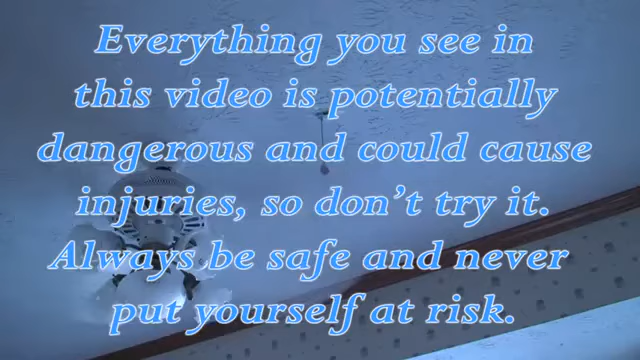 Everything you see in
this video is potentially
dangerous and could cause
injuries, so don't try it.
Always be safe and never
put yourself at risk.